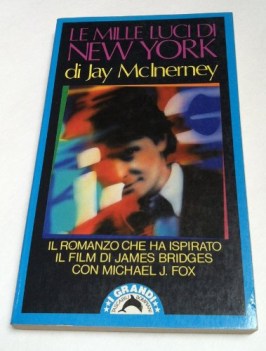 LE MILLE LUCI DI
NEW YORK
di Jay McInerney
IL ROMANZO CHE HA ISPIRATO
IL FILM DI JAMES BRIDGES
CON MICHAEL J. FOX
I GRANDI